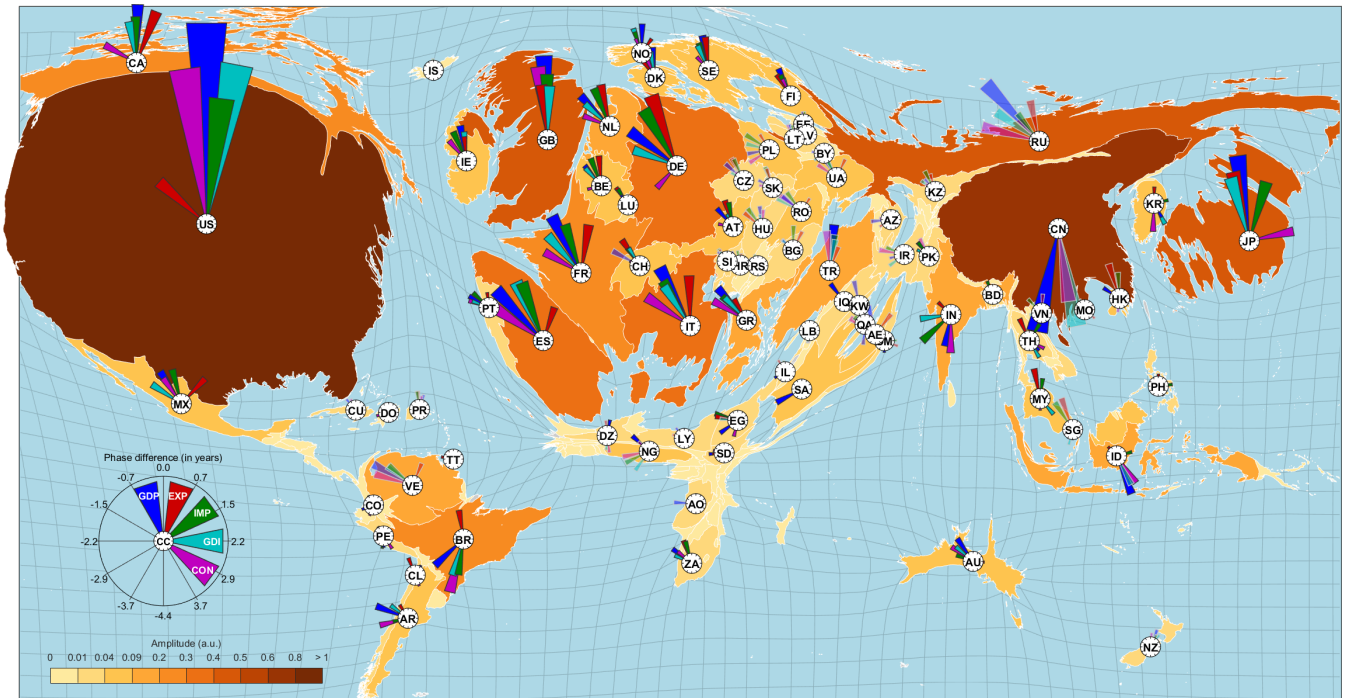 CA
IS
NO
DK
SE
FI
GB
NL
IE
DE
BE
LU
PL
EE
LV
LT
BY
UA
RU
CZ
SK
RO
KZ
US
AT
HU
BG
AZ
KR
JP
CN
FR
CH
SI
HR
RS
TR
IR
PK
PT
ES
IT
GR
IQ
KW
QA
AE
OM
LB
BD
IN
HK
MO
VN
TH
MX
CU
DO
PR
IL
SA
MY
PH
SG
DZ
NG
LY
EG
SD
ID
TT
VE
CO
AO
PE
BR
CL
AR
ZA
AU
NZ
Phase difference (in years)
0.0
-0.7
0.7
-1.5
1.5
-2.2
2.2
-2.9
2.9
-3.7
3.7
-4.4
GDP
EXP
IMP
GDI
CON
CC
Amplitude (a.u.)
0 0.01 0.04 0.09 0.2 0.3 0.4 0.5 0.6 0.8 > 1